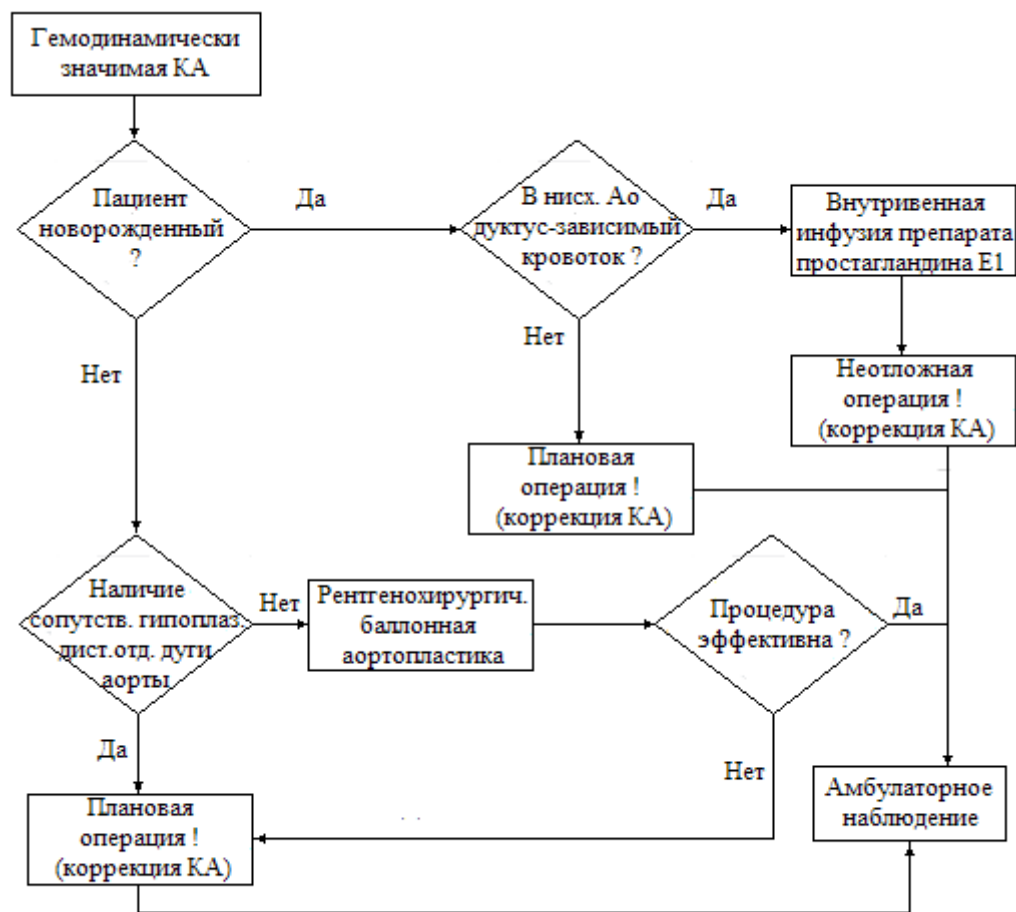 Гемодинамически
значимая КА
Пациент
новорожденный
?
Да
В нисх. Ао
дуктус-зависимый
кровоток ?
Да
Внутривенная
инфузия препарата
простагландина Е1
Нет
Нет
Неотложная
операция !
(коррекция КА)
Плановая
операция !
(коррекция КА)
Наличие
сопутств. гипоплаз.
дист.отд. дуги
аорты
Нет
Рентгенохирургич.
баллонная
аортопластика
Процедура
эффективна ?
Да
Да
Нет
Плановая
операция !
(коррекция КА)
Амбулаторное
наблюдение